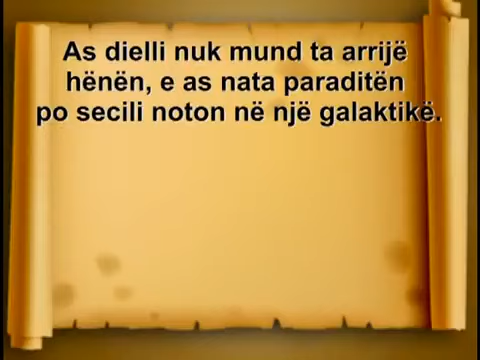 As dielli nuk mund ta arrijë
hënën, e as nata paraditën
po secili noton në një galaktikë.